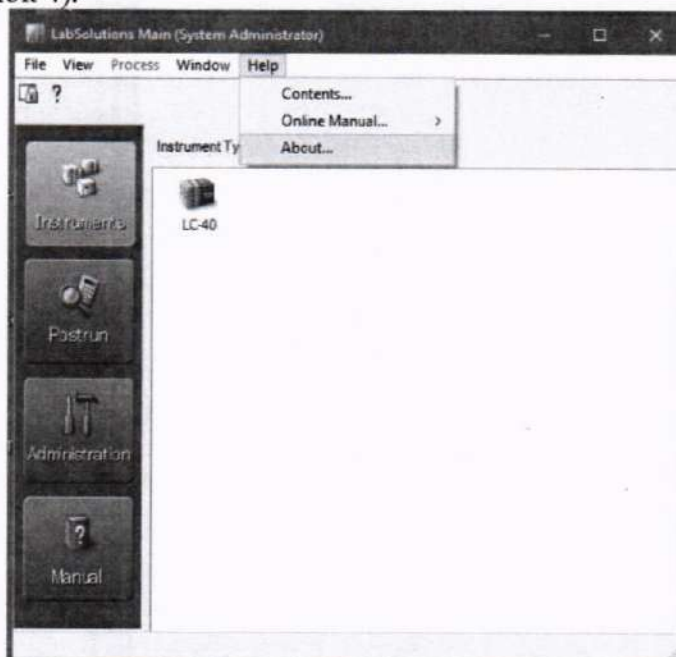 LabSolutions Main (System Administrator)
File View Process Window Help
?
Contents...
Online Manual... >
Instrument Ty
About...
LC-40
Instruments
Postrun
Administration
? 
Manual